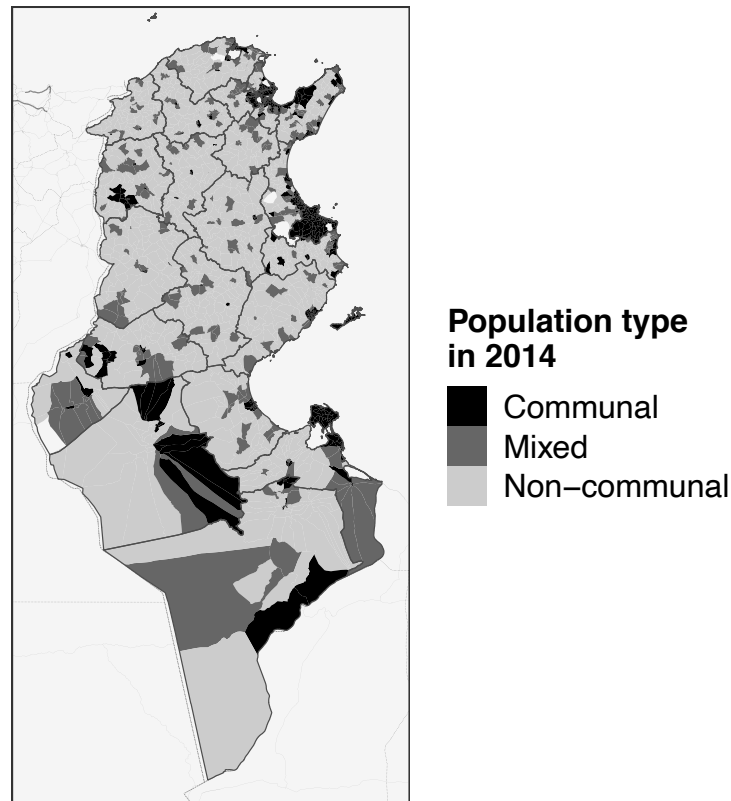 Population type
in 2014
Communal
Mixed
Non−communal